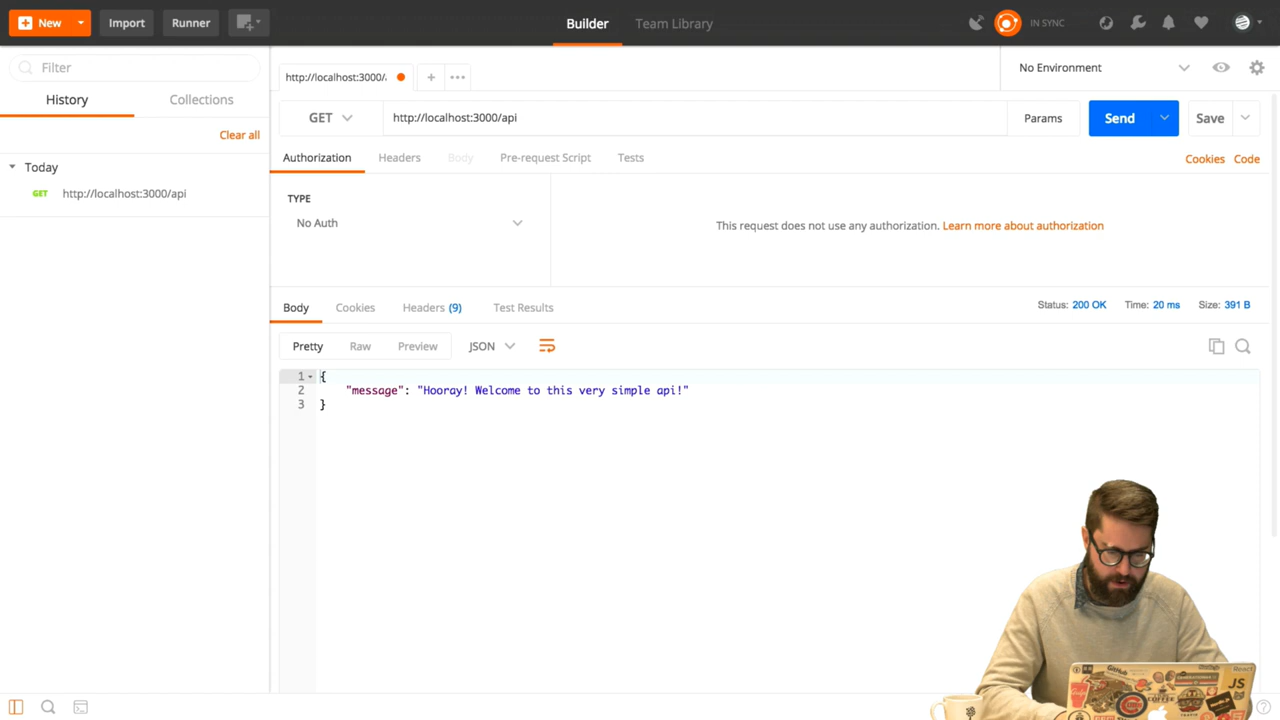 New Import Runner Builder Team Library IN SYNC
Filter
http://localhost:3000/ No Environment
History Collections
GET http://localhost:3000/api Params Send Save
Clear all
Authorization Headers Body Pre-request Script Tests Cookies Code
Today
GET http://localhost:3000/api
TYPE
No Auth
This request does not use any authorization. Learn more about authorization
Body Cookies Headers (9) Test Results Status: 200 OK Time: 20 ms Size: 391 B
Pretty Raw Preview JSON
1 {
2 "message": "Hooray! Welcome to this very simple api!"
3 }
GitHub
React
JS